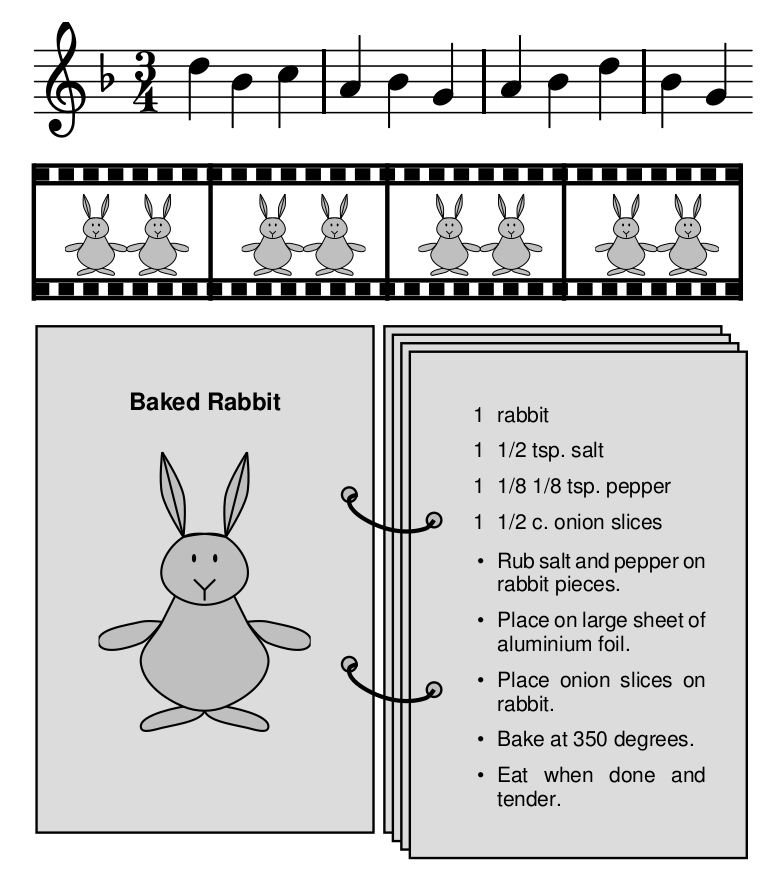 3
4
Baked Rabbit
1 rabbit
1 1/2 tsp. salt
1 1/8 1/8 tsp. pepper
1 1/2 c. onion slices
• Rub salt and pepper on
rabbit pieces.
• Place on large sheet of
aluminium foil.
• Place onion slices on
rabbit.
• Bake at 350 degrees.
• Eat when done and
tender.